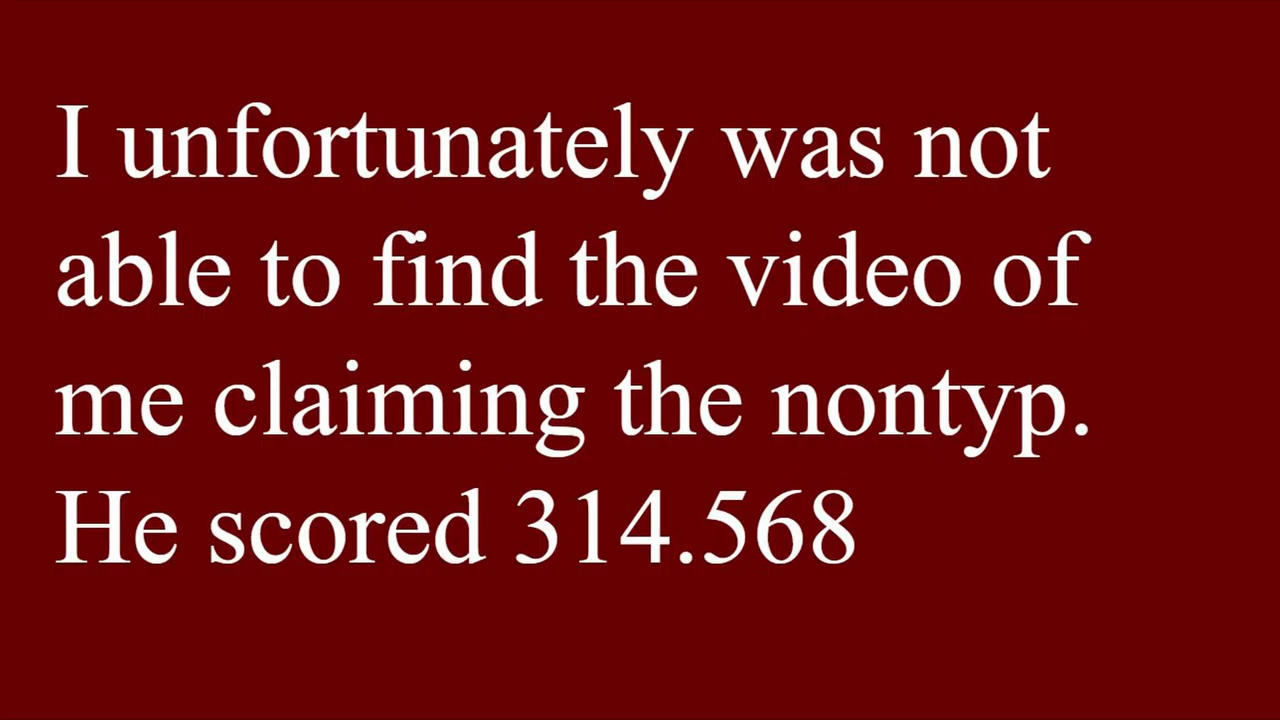 I unfortunately was not
able to find the video of
me claiming the nontyp.
He scored 314.568